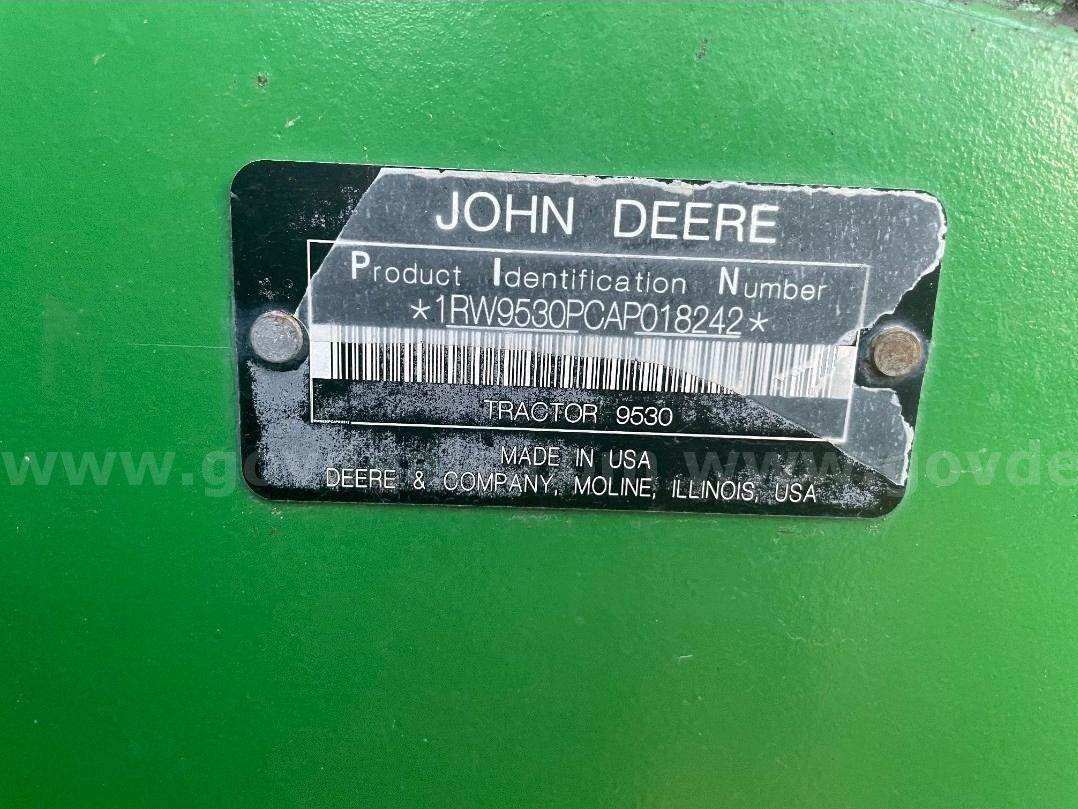 JOHN DEERE
Product Identification Number
*1RW9530PCAP018242*
TRACTOR 9530
MADE IN USA
DEERE & COMPANY, MOLINE, ILLINOIS, USA